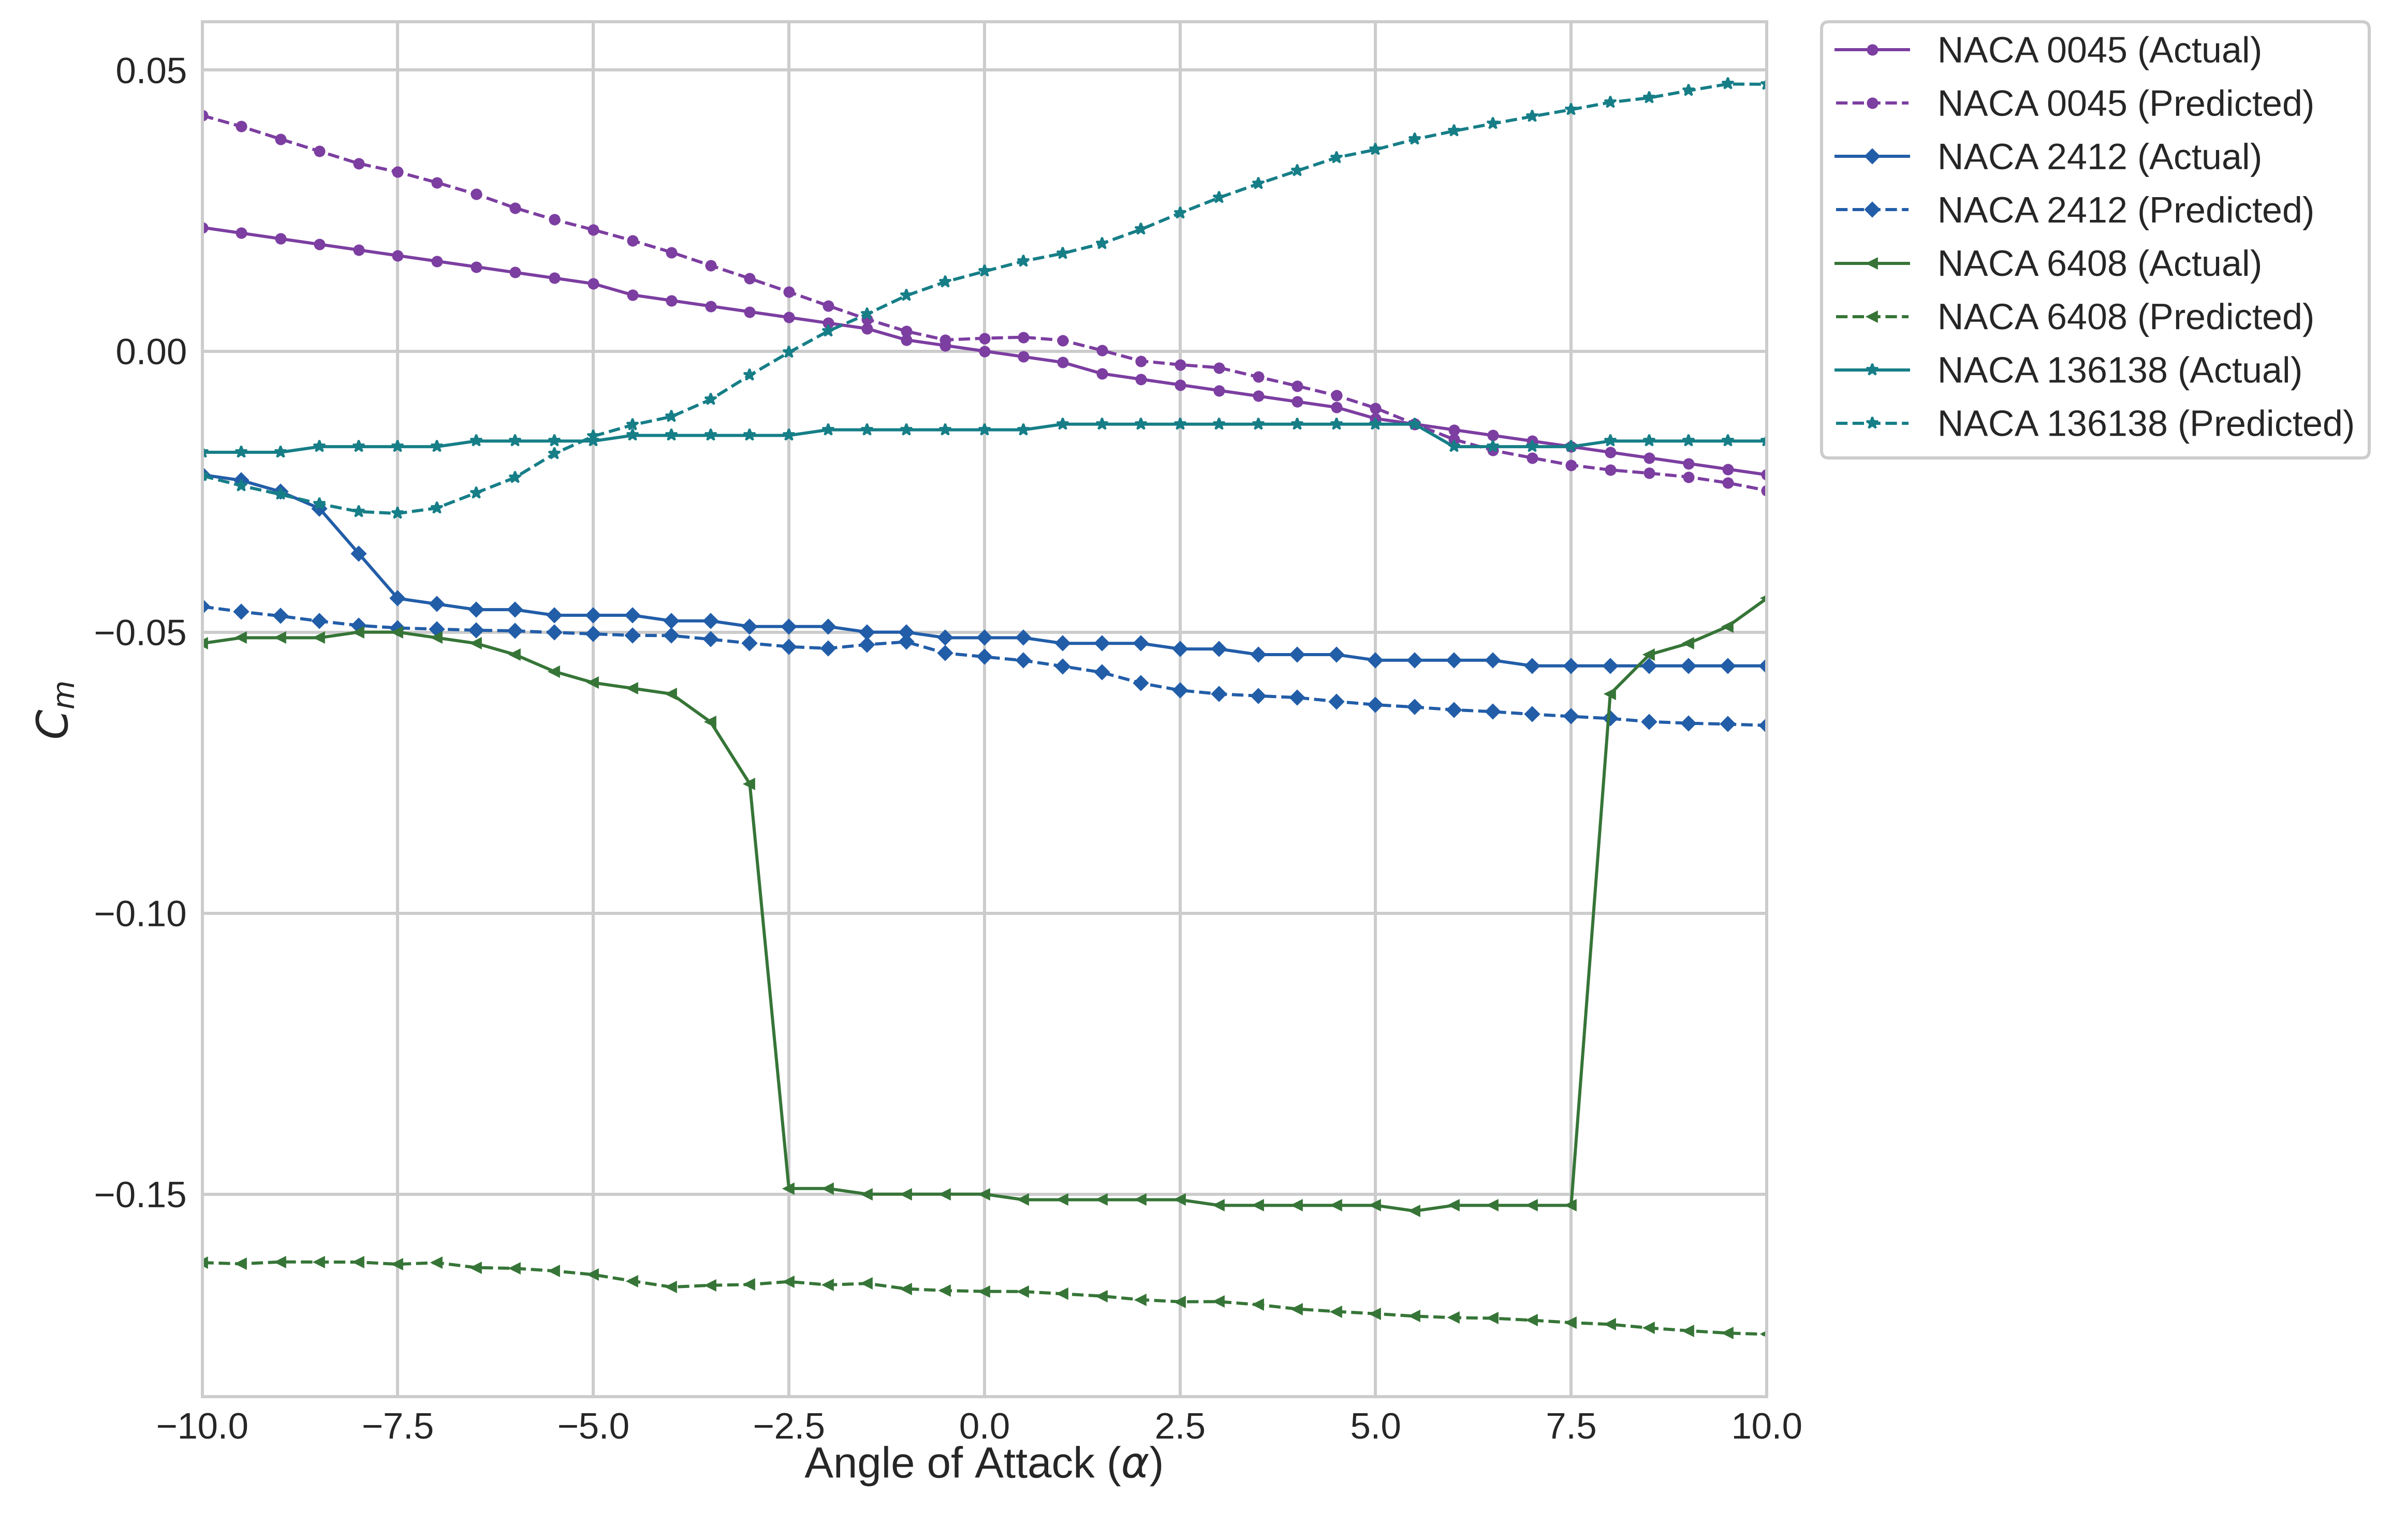 0.05
0.00
−0.05
−0.10
−0.15
C_m
−10.0 −7.5 −5.0 −2.5 0.0 2.5 5.0 7.5 10.0
Angle of Attack (α)
NACA 0045 (Actual)
NACA 0045 (Predicted)
NACA 2412 (Actual)
NACA 2412 (Predicted)
NACA 6408 (Actual)
NACA 6408 (Predicted)
NACA 136138 (Actual)
NACA 136138 (Predicted)